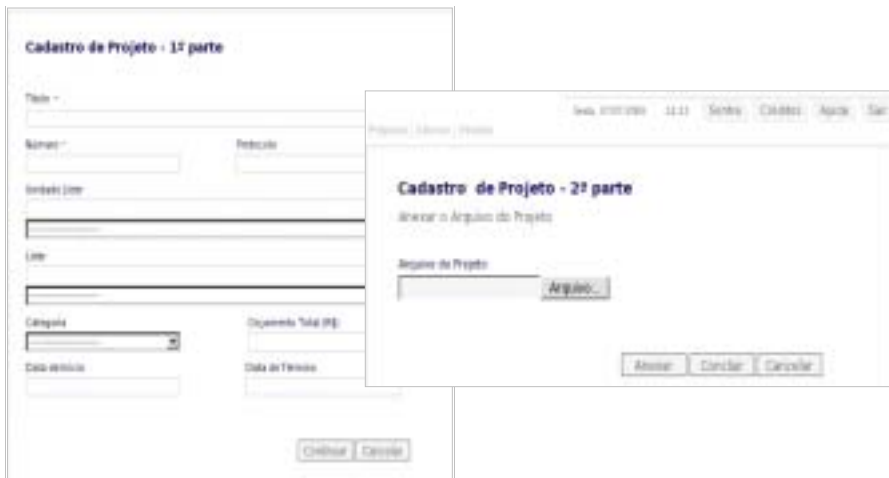 Cadastro de Projeto - 1ª parte
Título *
Número *
Protocolo
Unidade Líder
Líder
Categoria
Orçamento Total (R$)
Data de Início
Data de Término
Continuar
Cancelar
Senha
Créditos
Ajuda
Sair
Cadastro de Projeto - 2ª parte
Anexar o Arquivo do Projeto
Arquivo do Projeto
Arquivo...
Anexar
Concluir
Cancelar